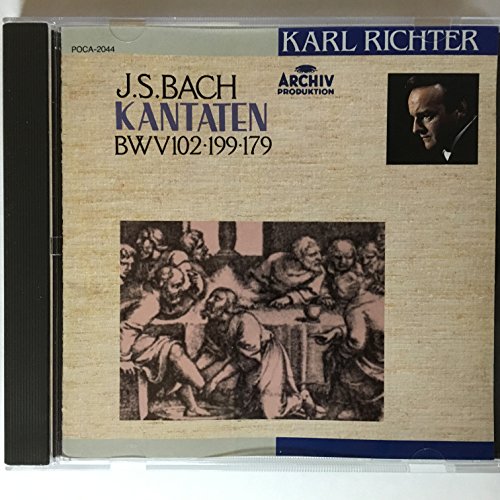 POCA-2044
KARL RICHTER
J.S.BACH
KANTATEN
BWV102·199·179
ARCHIV
PRODUKTION